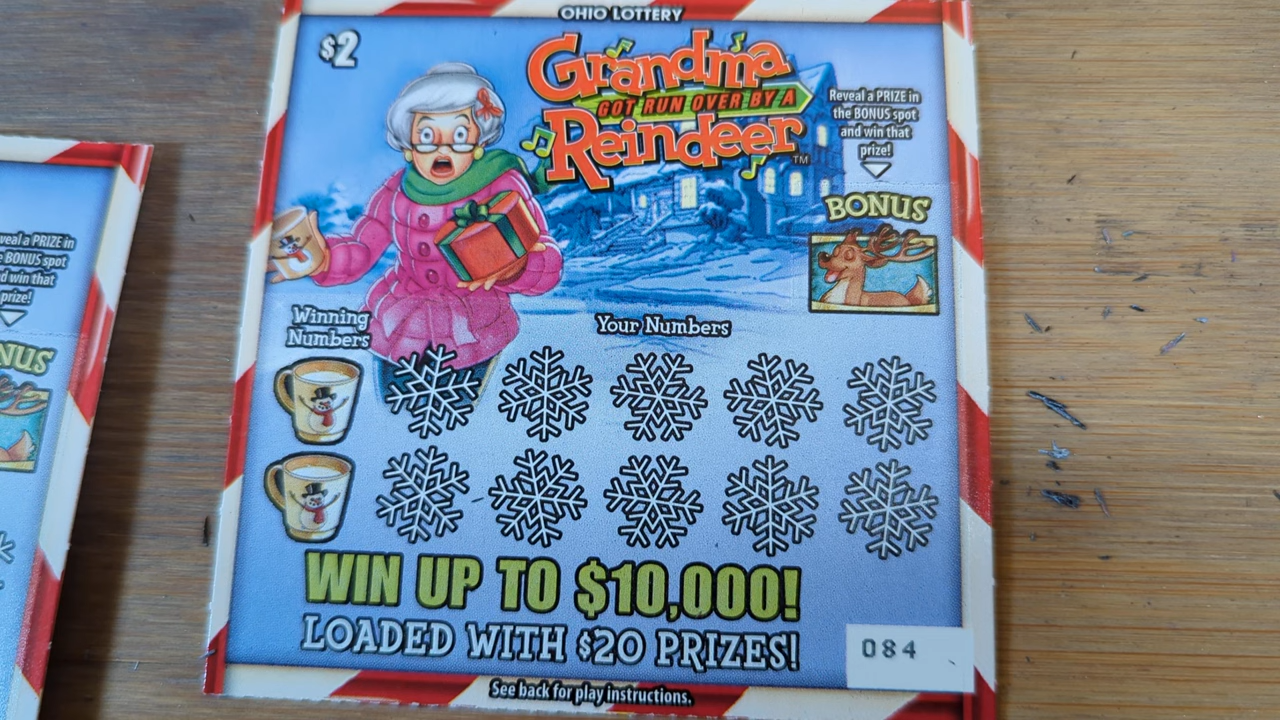 OHIO LOTTERY
$2
Grandma
GOT RUN OVER BY A
Reindeer™
Reveal a PRIZE in
the BONUS spot
and win that
prize!
BONUS
Winning
Numbers
Your Numbers
WIN UP TO $10,000!
LOADED WITH $20 PRIZES!
084
See back for play instructions.
veal a PRIZE in
e BONUS spot
d win that
prize!
NUS